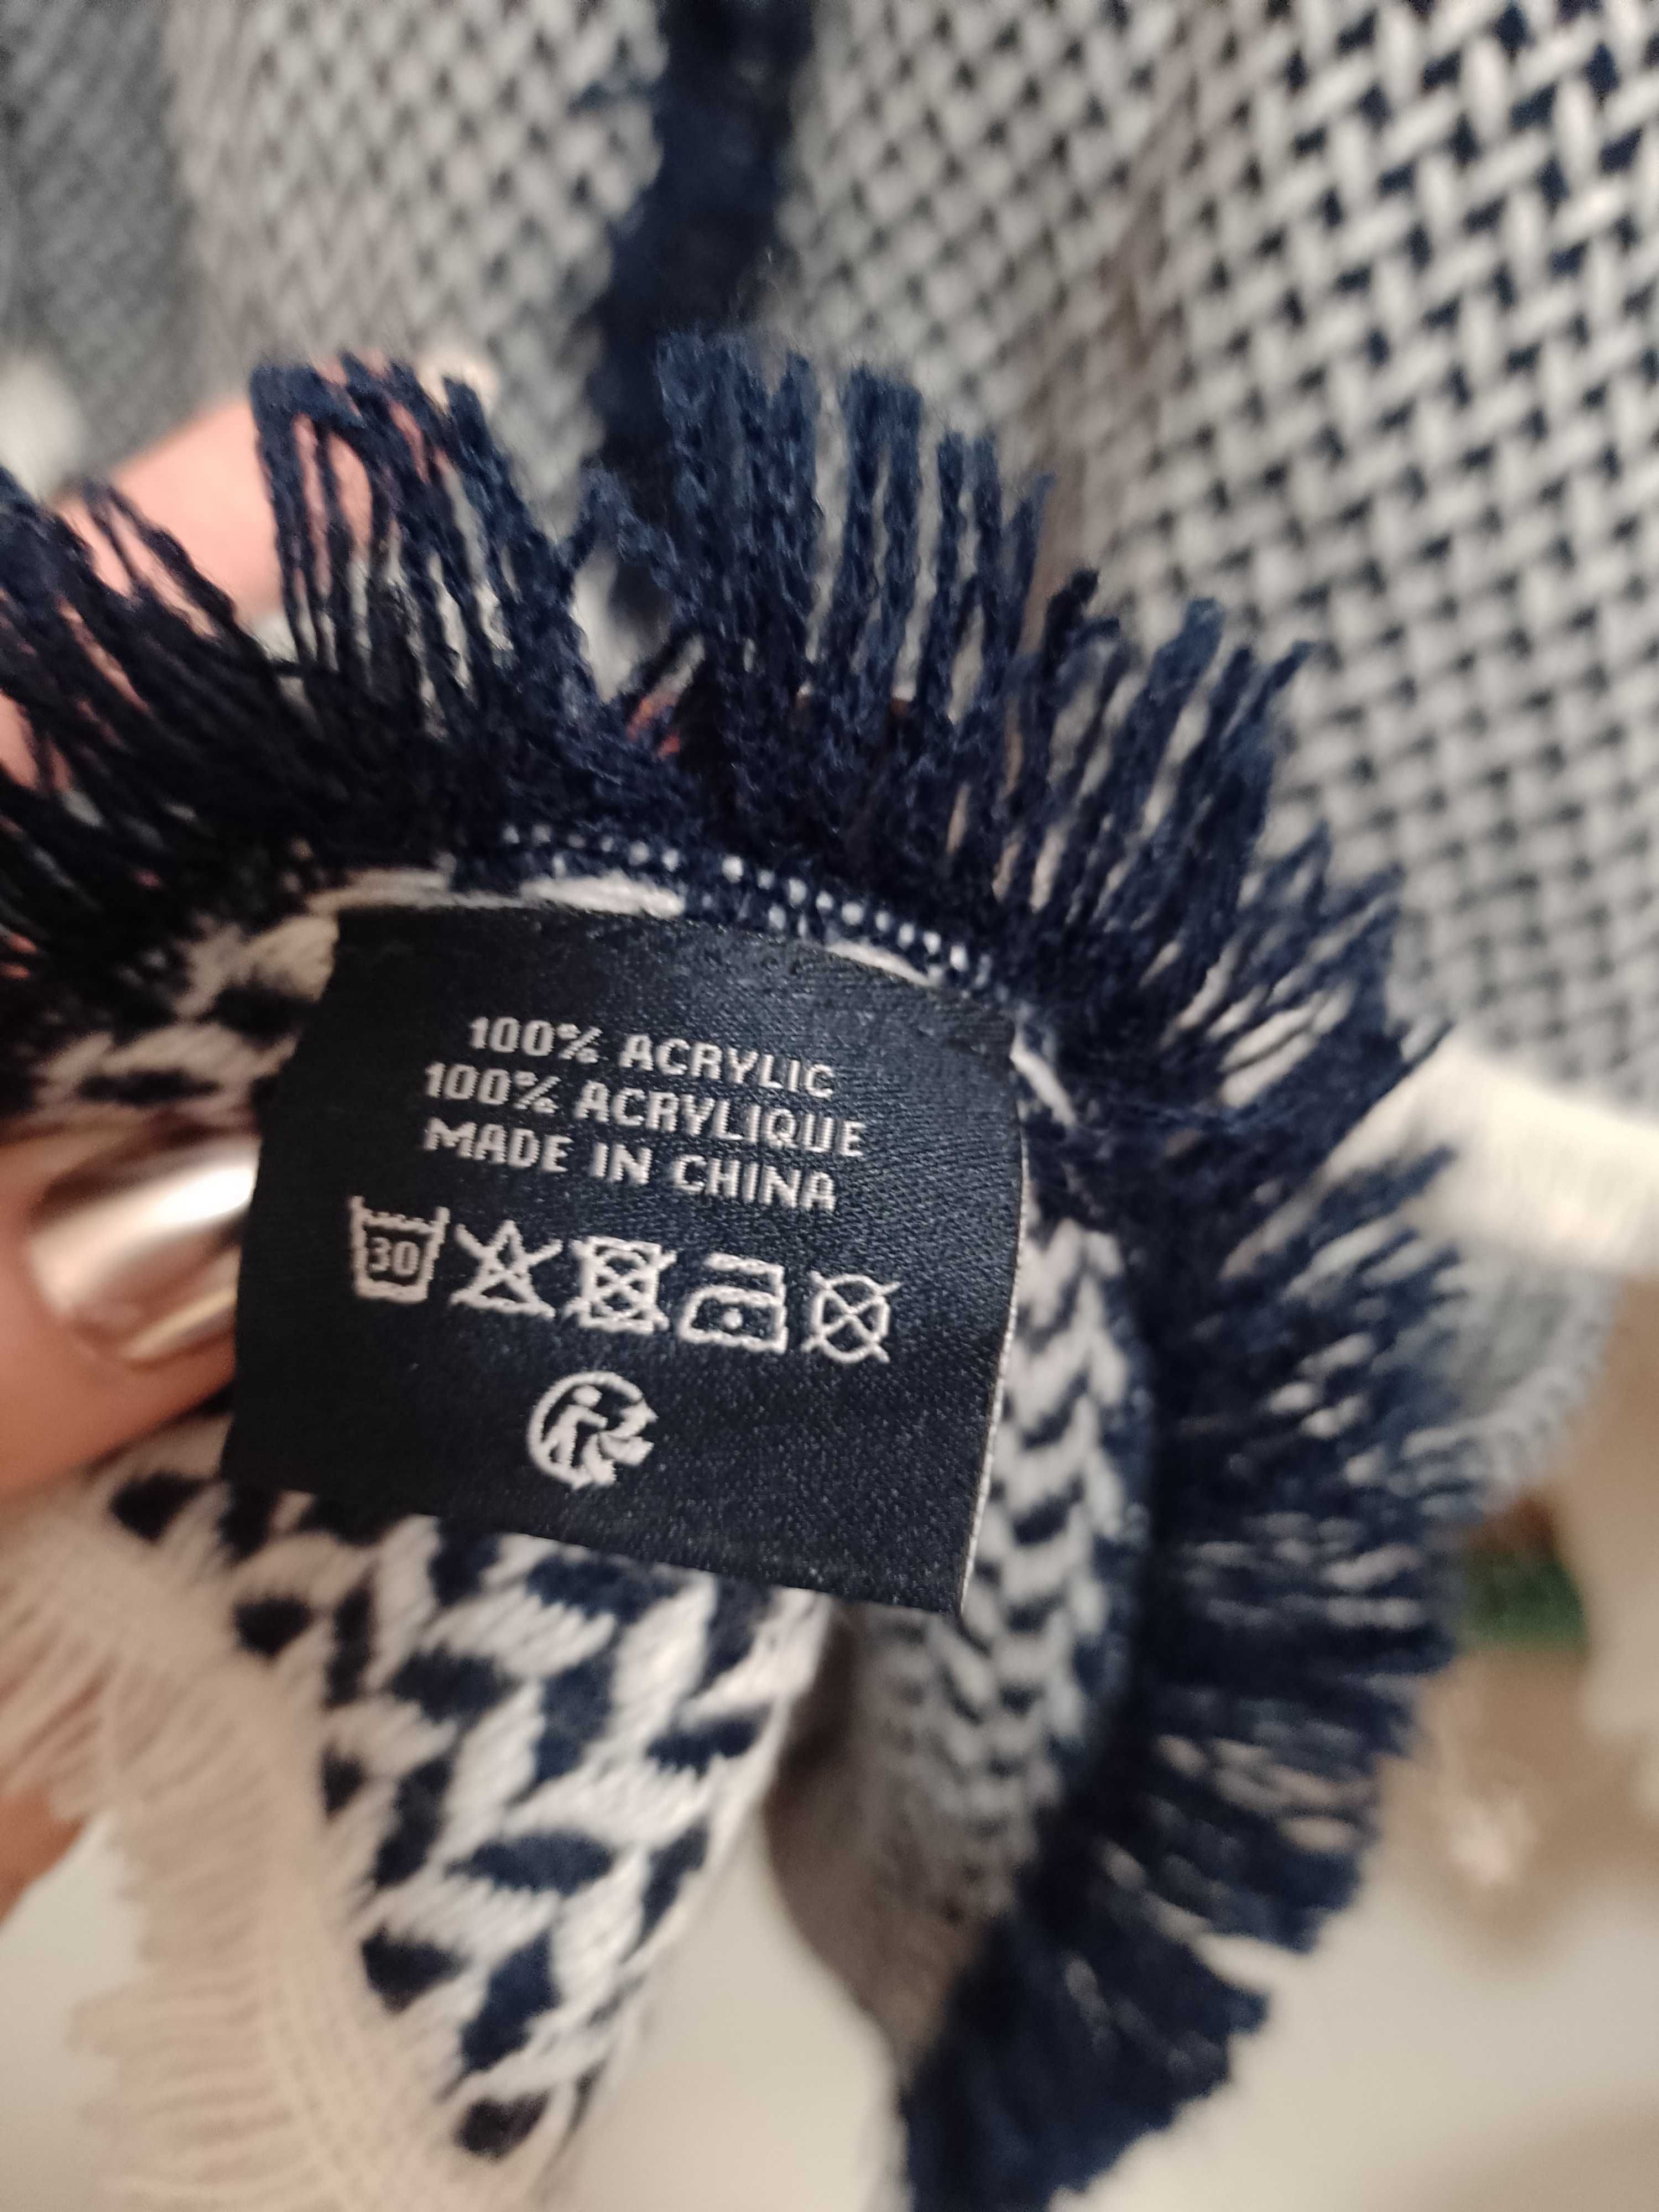 100% ACRYLIC
100% ACRYLIQUE
MADE IN CHINA
30